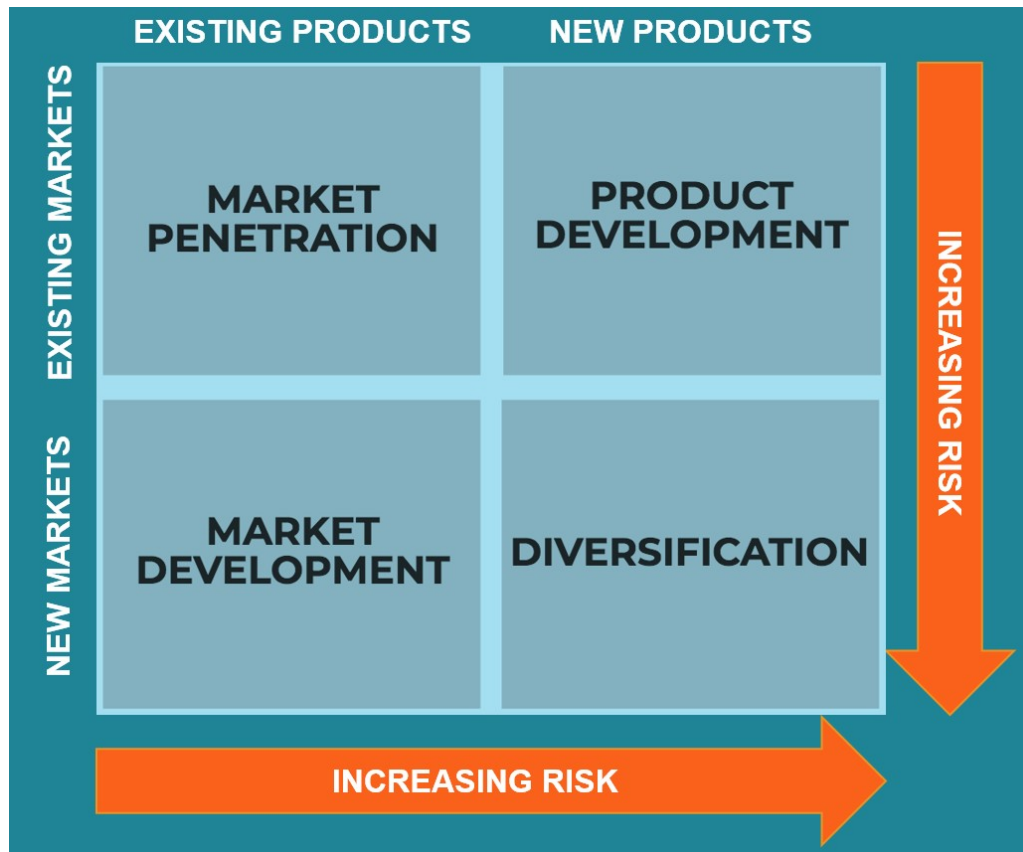 EXISTING PRODUCTS
NEW PRODUCTS
EXISTING MARKETS
MARKET
PENETRATION
PRODUCT
DEVELOPMENT
INCREASING RISK
NEW MARKETS
MARKET
DEVELOPMENT
DIVERSIFICATION
INCREASING RISK